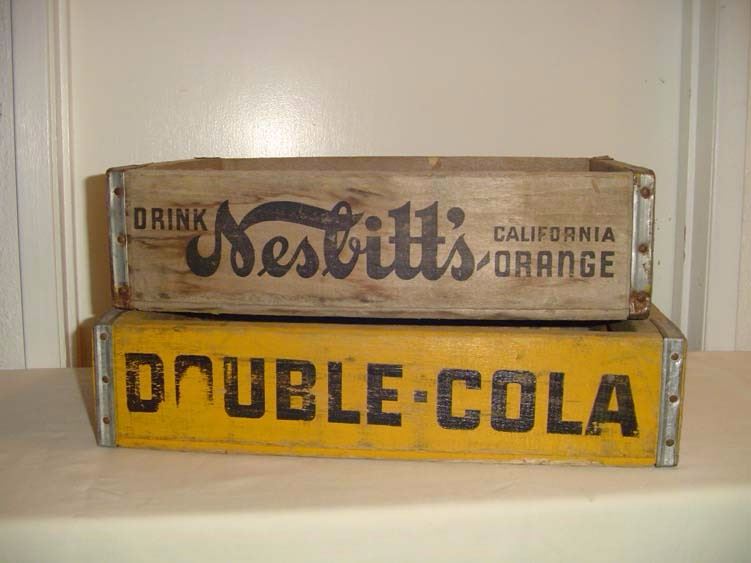 DRINK Nesbitt's CALIFORNIA
ORANGE
DOUBLE-COLA